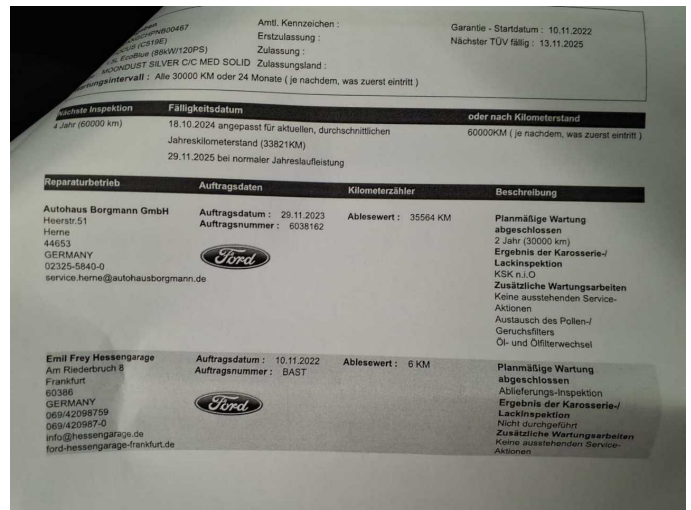 HPNB00467
OCUS (C519E)
EcoBlue (88kW/120PS)
MOONDUST SILVER C/C MED SOLID
Wartungsintervall : Alle 30000 KM oder 24 Monate ( je nachdem, was zuerst eintritt )
Amtl. Kennzeichen :
Erstzulassung :
Zulassung :
Zulassungsland :
Garantie - Startdatum : 10.11.2022
Nächster TÜV fällig : 13.11.2025
Nächste Inspektion
Fälligkeitsdatum
oder nach Kilometerstand
4 Jahr (60000 km)
18.10.2024 angepasst für aktuellen, durchschnittlichen
Jahreskilometerstand (33821KM)
29.11.2025 bei normaler Jahreslaufleistung
60000KM ( je nachdem, was zuerst eintritt )
Reparaturbetrieb
Auftragsdaten
Kilometerzähler
Beschreibung
Autohaus Borgmann GmbH
Heerstr.51
Herne
44653
GERMANY
02325-5840-0
service.herne@autohausborgmann.de
Auftragsdatum : 29.11.2023
Auftragsnummer : 6038162
Ford
Ablesewert : 35564 KM
Planmäßige Wartung
abgeschlossen
2 Jahr (30000 km)
Ergebnis der Karosserie-/
Lackinspektion
KSK n.i.O
Zusätzliche Wartungsarbeiten
Keine ausstehenden Service-
Aktionen
Austausch des Pollen-/
Geruchsfilters
Öl- und Ölfilterwechsel
Emil Frey Hessengarage
Am Riederbruch 8
Frankfurt
60386
GERMANY
069/42098759
069/420987-0
info@hessengarage.de
ford-hessengarage-frankfurt.de
Auftragsdatum : 10.11.2022
Auftragsnummer : BAST
Ford
Ablesewert : 6 KM
Planmäßige Wartung
abgeschlossen
Ablieferungs-Inspektion
Ergebnis der Karosserie-/
Lackinspektion
Nicht durchgeführt
Zusätzliche Wartungsarbeiten
Keine ausstehenden Service-
Aktionen